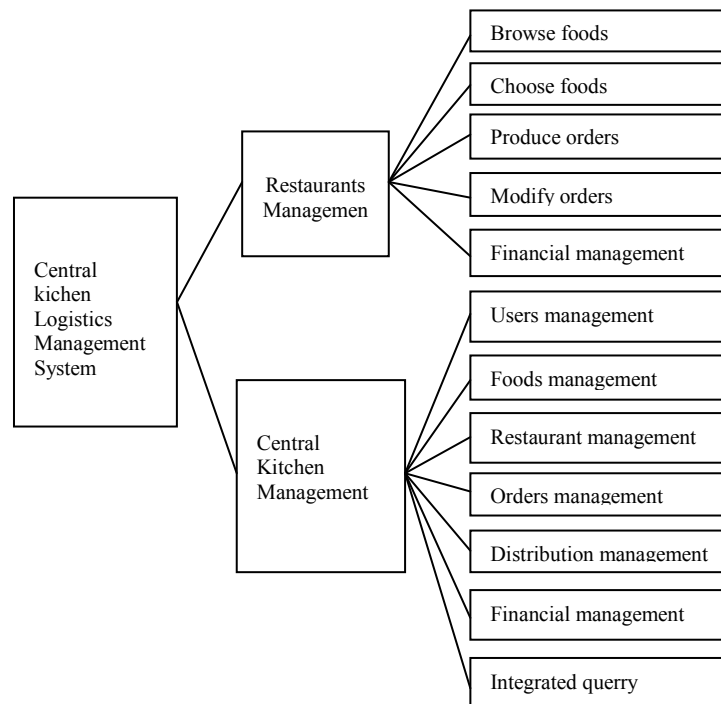 Central
kichen
Logistics
Management
System
Restaurants
Managemen
Central
Kitchen
Management
Browse foods
Choose foods
Produce orders
Modify orders
Financial management
Users management
Foods management
Restaurant management
Orders management
Distribution management
Financial management
Integrated querry